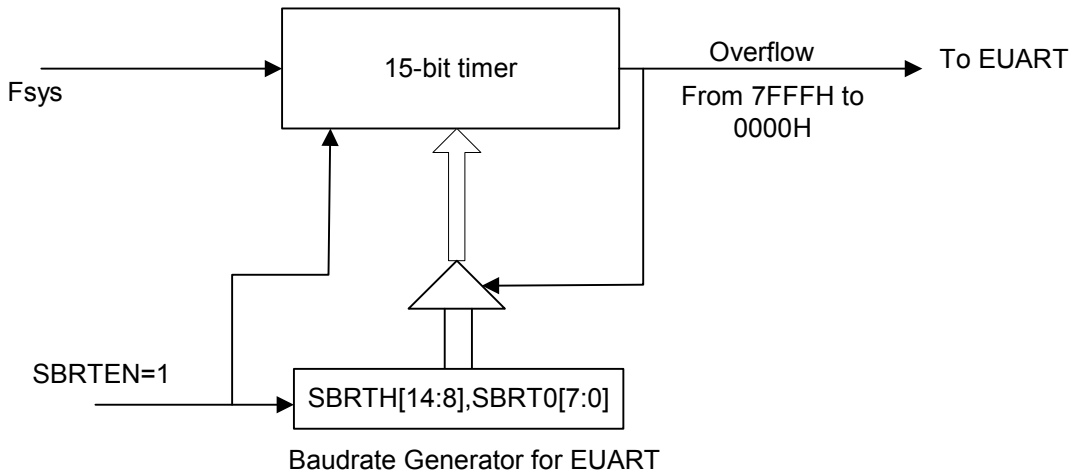 15-bit timer
Overflow
To EUART
Fsys
From 7FFFH to
0000H
SBRTEN=1
SBRTH[14:8],SBRT0[7:0]
Baudrate Generator for EUART